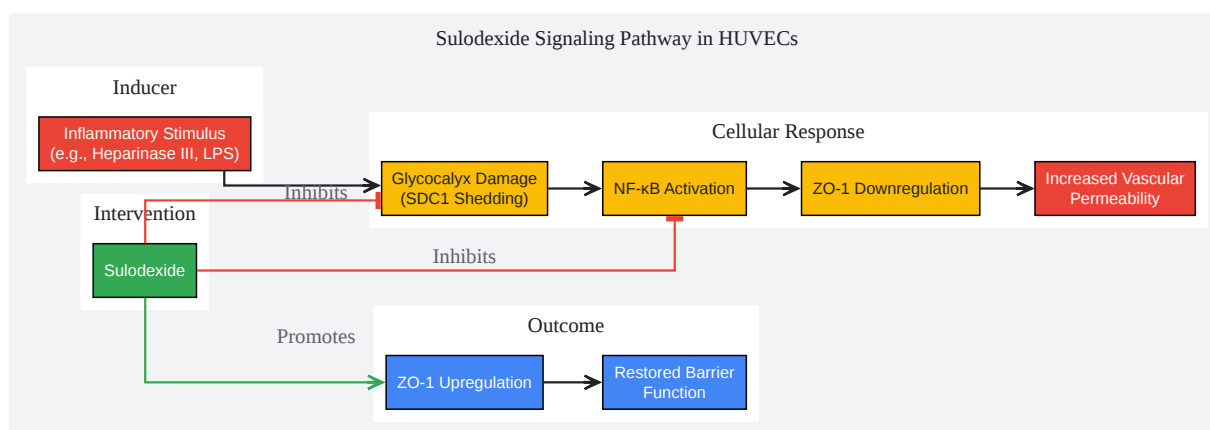 Sulodexide Signaling Pathway in HUVECs
Inducer
Inflammatory Stimulus
(e.g., Heparinase III, LPS)
Cellular Response
Glycocalyx Damage
(SDC1 Shedding)
NF-κB Activation
ZO-1 Downregulation
Increased Vascular
Permeability
Inhibits
Intervention
Sulodexide
Inhibits
Promotes
Outcome
ZO-1 Upregulation
Restored Barrier
Function